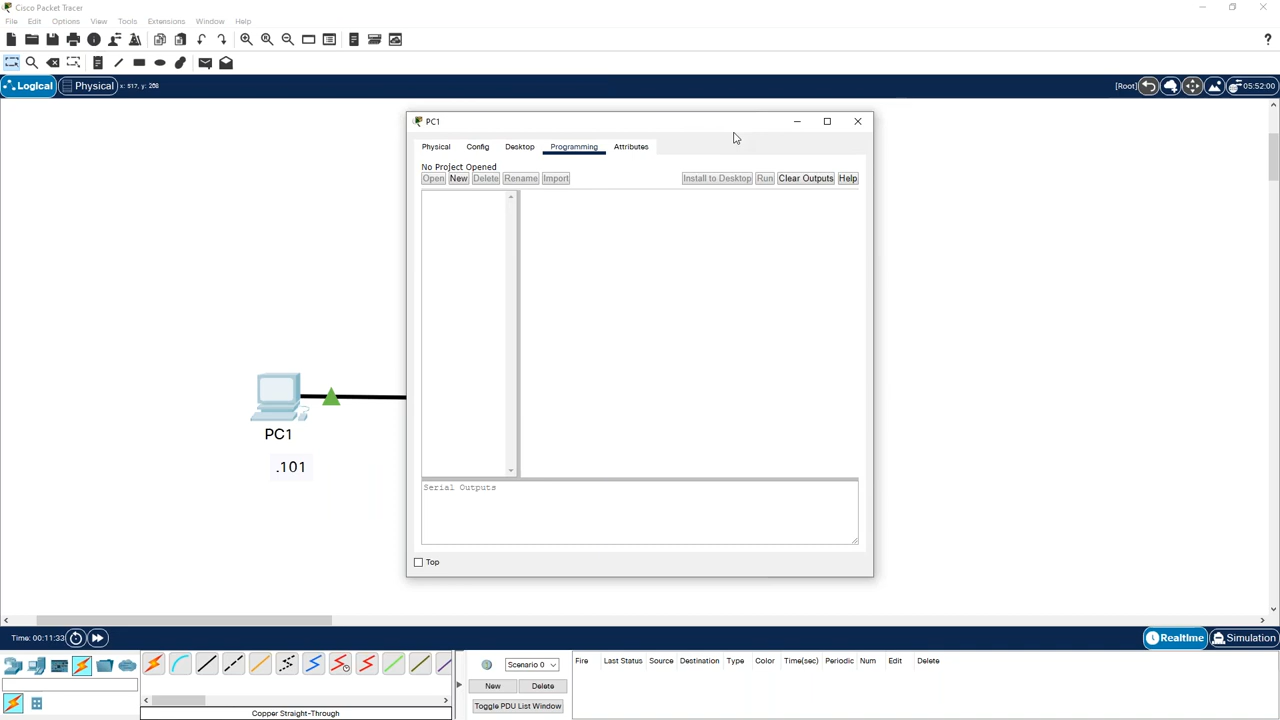 Cisco Packet Tracer
File Edit Options View Tools Extensions Window Help
?
Logical Physical x: 517, y: 268 [Root] 05:52:00
PC1
Physical Config Desktop Programming Attributes
No Project Opened
Open New Delete Rename Import Install to Desktop Run Clear Outputs Help
PC1
.101
Serial Outputs
Top
Time: 00:11:33 Realtime Simulation
Scenario 0 Fire Last Status Source Destination Type Color Time(sec) Periodic Num Edit Delete
New Delete
Toggle PDU List Window
Copper Straight-Through